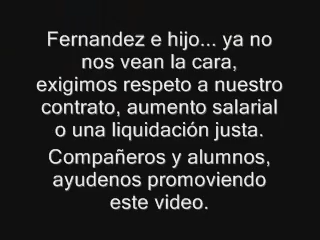 Fernandez e hijo... ya no
nos vean la cara,
exigimos respeto a nuestro
contrato, aumento salarial
o una liquidación justa.
Compañeros y alumnos,
ayudenos promoviendo
este video.